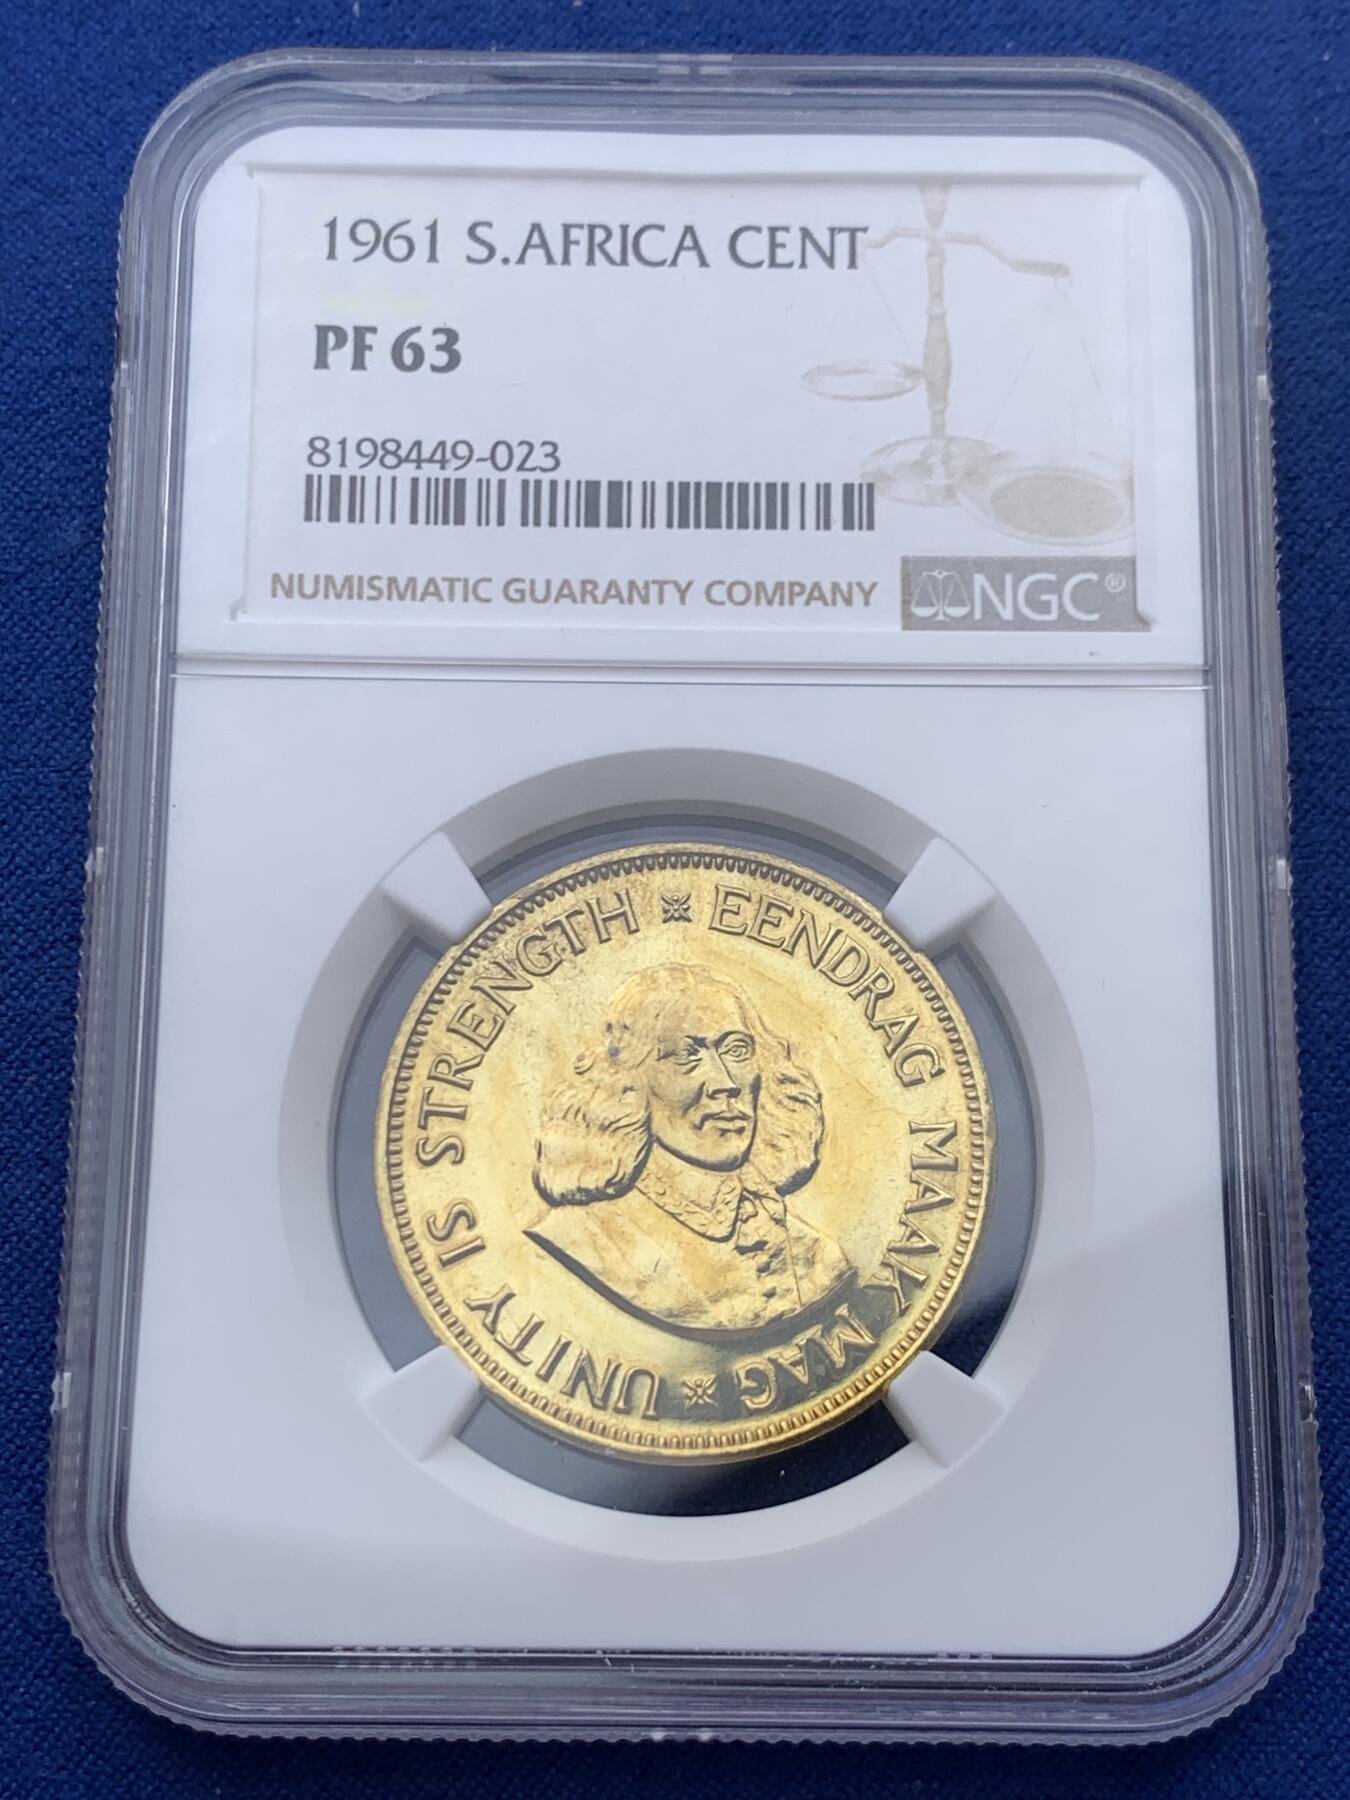 1961 S.AFRICA CENT
PF 63
8198449-023
NUMISMATIC GUARANTY COMPANY
NGC®
UNITY IS STRENGTH
EENDRAG MAAK MAG